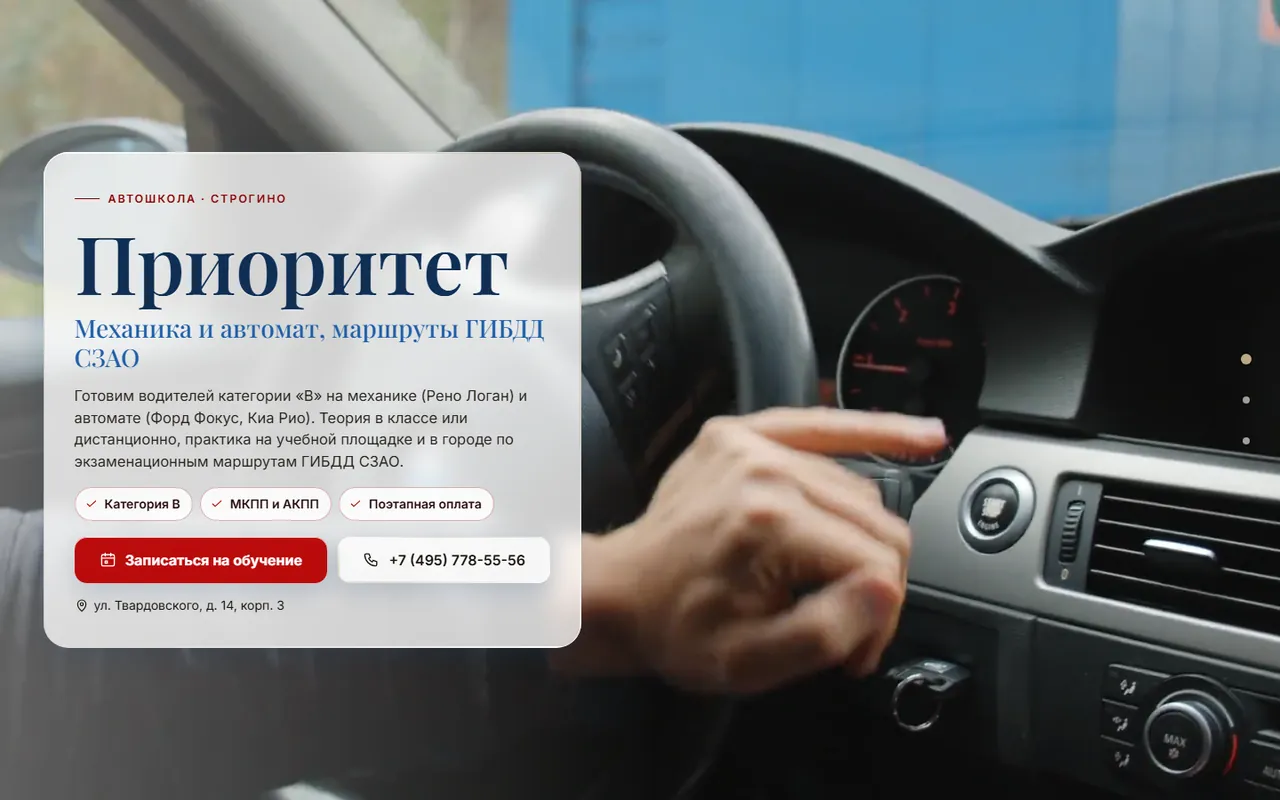 АВТОШКОЛА · СТРОГИНО
Приоритет
Механика и автомат, маршруты ГИБДД
СЗАО
Готовим водителей категории «В» на механике (Рено Логан) и
автомате (Форд Фокус, Киа Рио). Теория в классе или
дистанционно, практика на учебной площадке и в городе по
экзаменационным маршрутам ГИБДД СЗАО.
Категория B
МКПП и АКПП
Поэтапная оплата
Записаться на обучение
+7 (495) 778-55-56
ул. Твардовского, д. 14, корп. 3
MAX